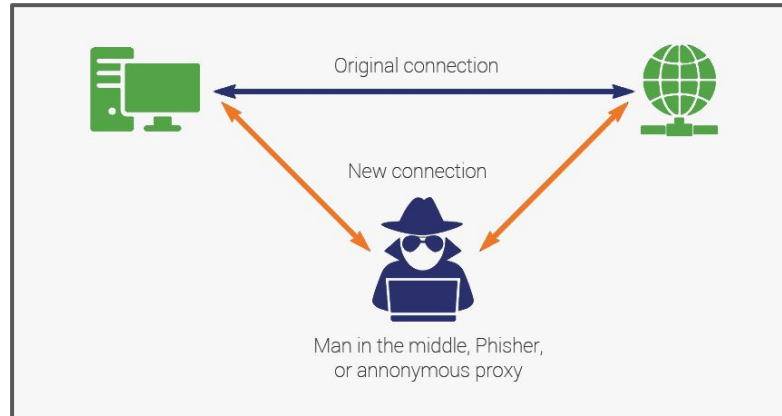 Original connection
New connection
Man in the middle, Phisher,
or annonymous proxy